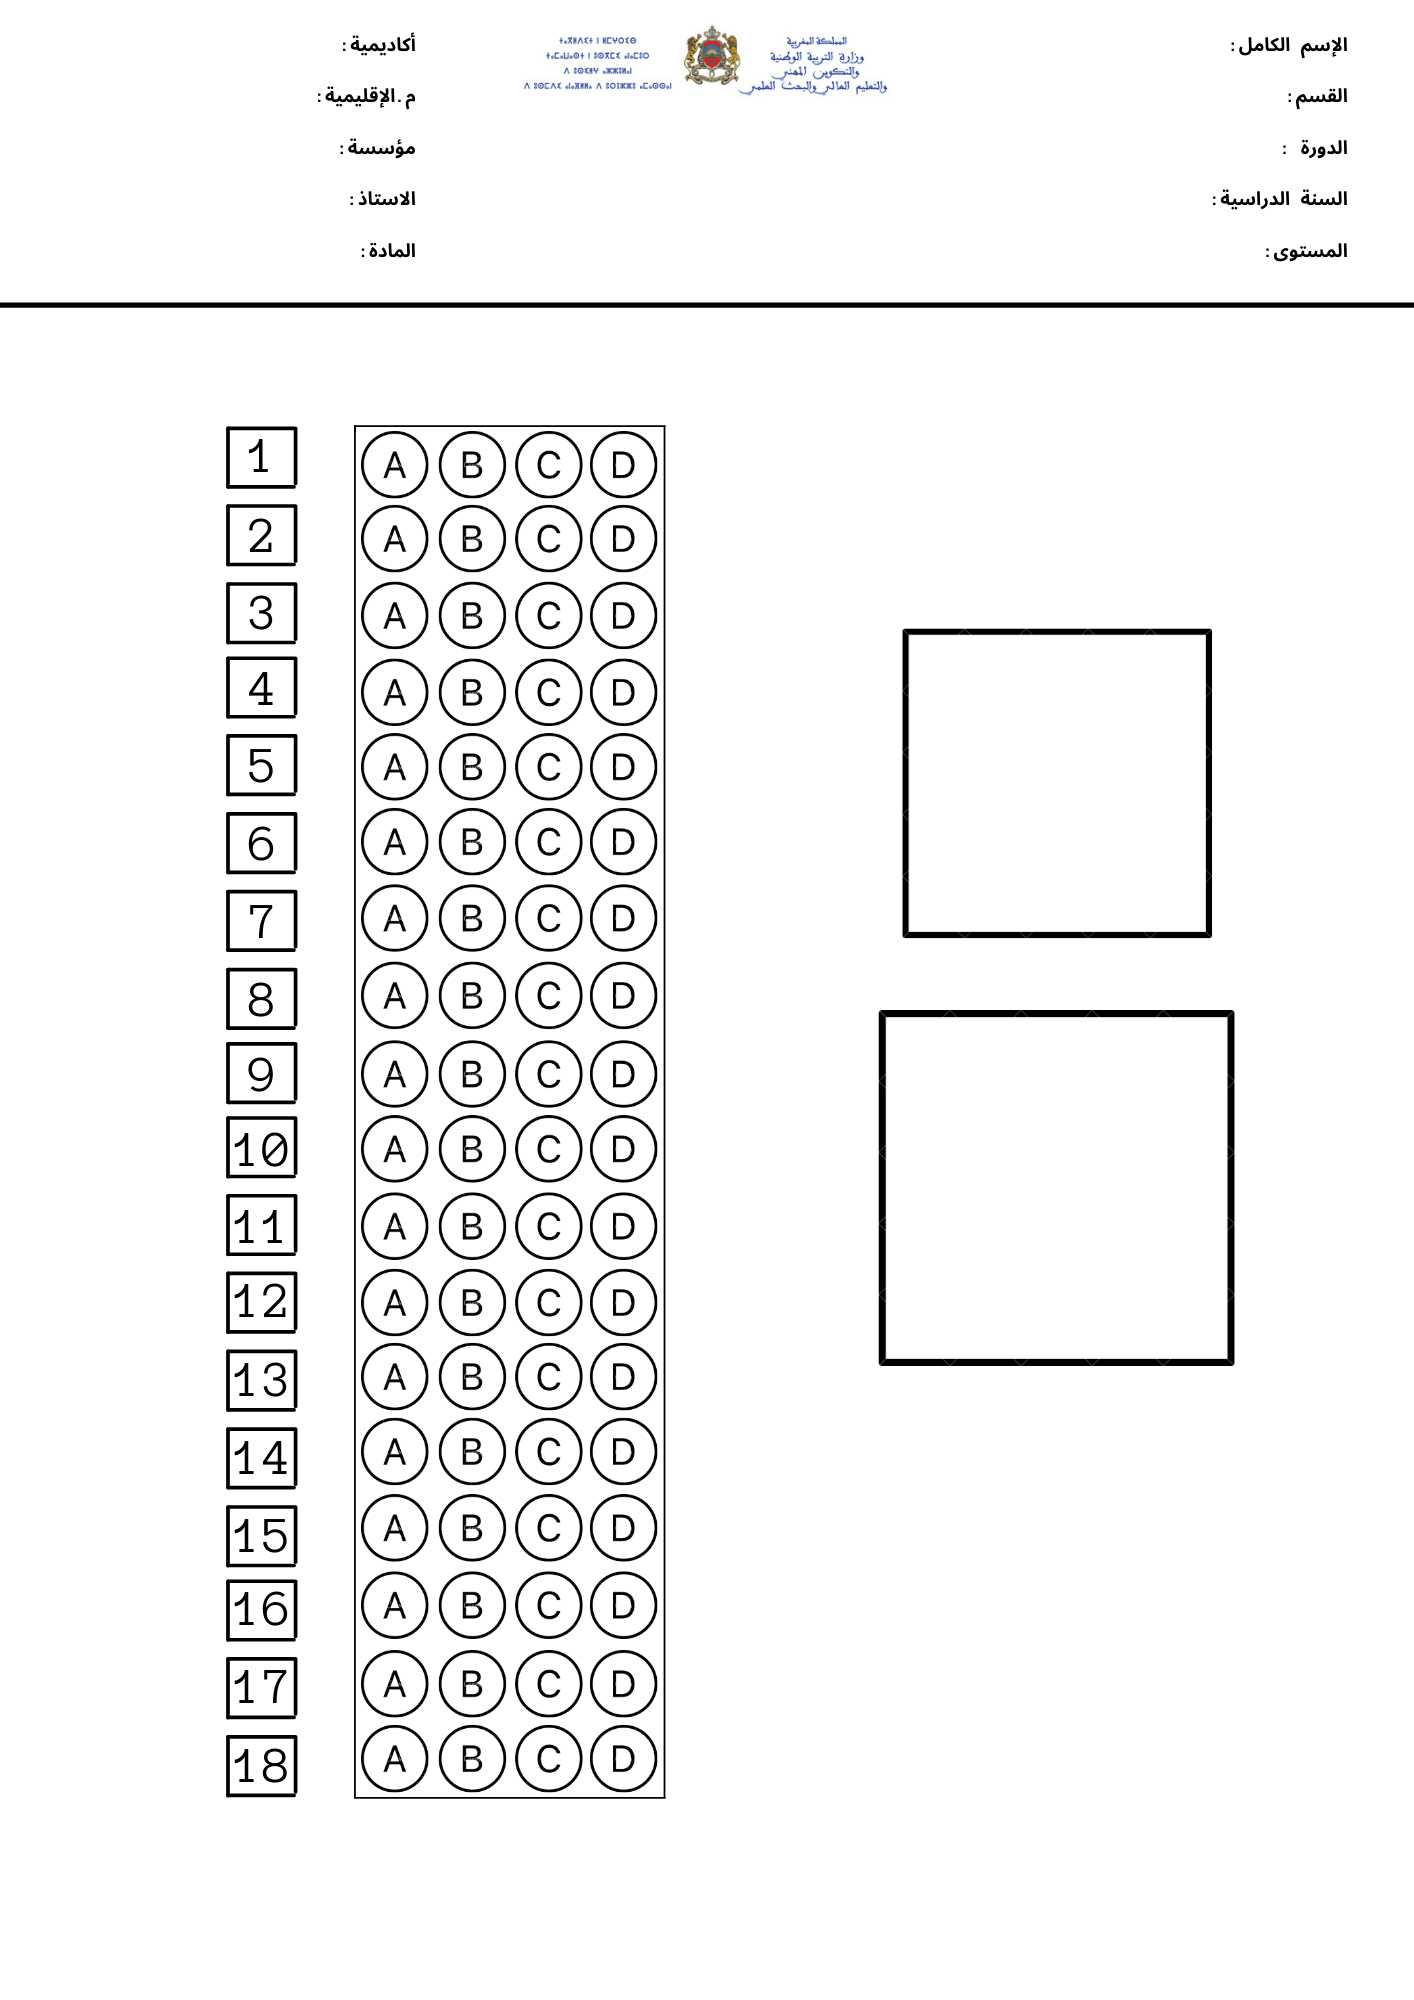 الإسم الكامل :
القسم :
الدورة :
السنة الدراسية :
المستوى :
ⵜⴰⴳⵍⴷⵉⵜ ⵏ ⵍⵎⵖⵔⵉⴱ
المملكة المغربية
وزارة التربية الوطنية
والتكوين المهني
والتعليم العالي والبحث العلمي
أكاديمية :
م.الإقليمية :
مؤسسة :
الاستاذ :
المادة :
1 A B C D
2 A B C D
3 A B C D
4 A B C D
5 A B C D
6 A B C D
7 A B C D
8 A B C D
9 A B C D
10 A B C D
11 A B C D
12 A B C D
13 A B C D
14 A B C D
15 A B C D
16 A B C D
17 A B C D
18 A B C D